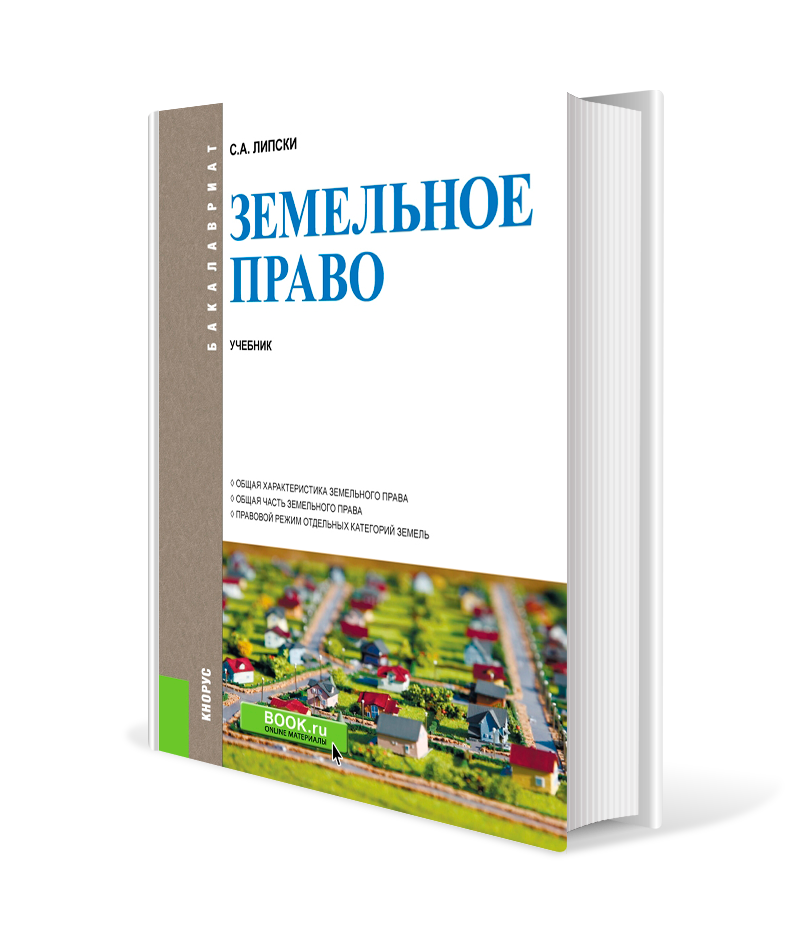 С.А. ЛИПСКИ
ЗЕМЕЛЬНОЕ
ПРАВО
УЧЕБНИК
◊ ОБЩАЯ ХАРАКТЕРИСТИКА ЗЕМЕЛЬНОГО ПРАВА
◊ ОБЩАЯ ЧАСТЬ ЗЕМЕЛЬНОГО ПРАВА
◊ ПРАВОВОЙ РЕЖИМ ОТДЕЛЬНЫХ КАТЕГОРИЙ ЗЕМЕЛЬ
БАКАЛАВРИАТ
КНОРУС
BOOK.ru
ONLINE МАТЕРИАЛЫ